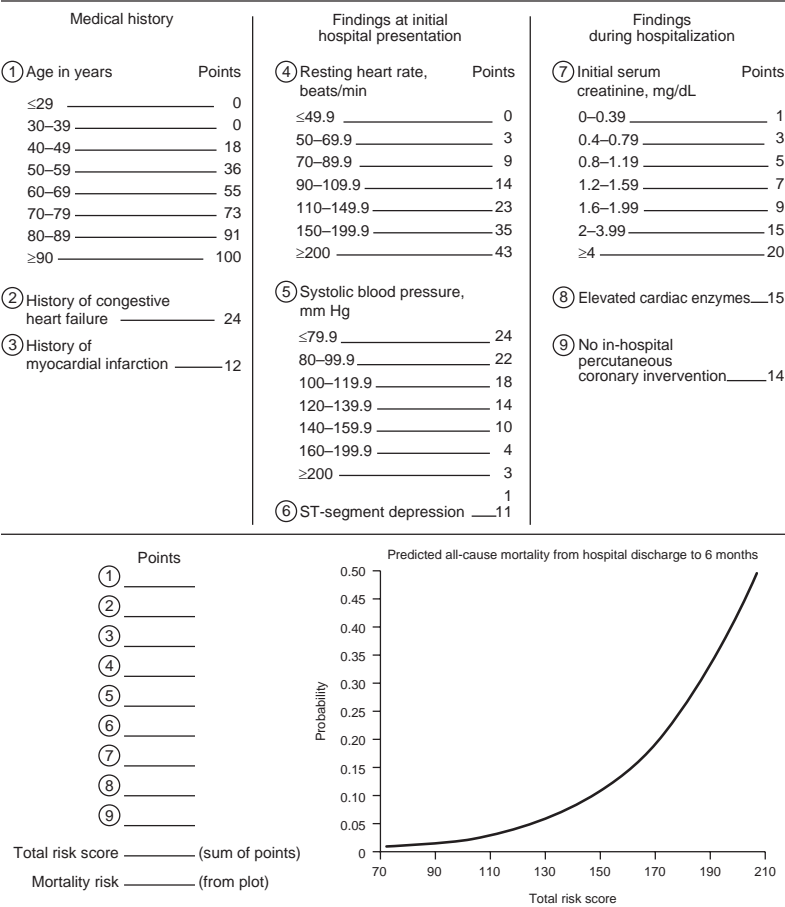 Medical history
① Age in years Points
≤29 0
30–39 0
40–49 18
50–59 36
60–69 55
70–79 73
80–89 91
≥90 100
② History of congestive
heart failure 24
③ History of
myocardial infarction 12
Findings at initial
hospital presentation
④ Resting heart rate, Points
beats/min
≤49.9 0
50–69.9 3
70–89.9 9
90–109.9 14
110–149.9 23
150–199.9 35
≥200 43
⑤ Systolic blood pressure,
mm Hg
≤79.9 24
80–99.9 22
100–119.9 18
120–139.9 14
140–159.9 10
160–199.9 4
≥200 3
1
⑥ ST-segment depression 11
Findings
during hospitalization
⑦ Initial serum Points
creatinine, mg/dL
0–0.39 1
0.4–0.79 3
0.8–1.19 5
1.2–1.59 7
1.6–1.99 9
2–3.99 15
≥4 20
⑧ Elevated cardiac enzymes 15
⑨ No in-hospital
percutaneous
coronary invervention 14
Points
①
②
③
④
⑤
⑥
⑦
⑧
⑨
Total risk score (sum of points)
Mortality risk (from plot)
Predicted all-cause mortality from hospital discharge to 6 months
Probability
0.50
0.45
0.40
0.35
0.30
0.25
0.20
0.15
0.10
0.05
0
70 90 110 130 150 170 190 210
Total risk score